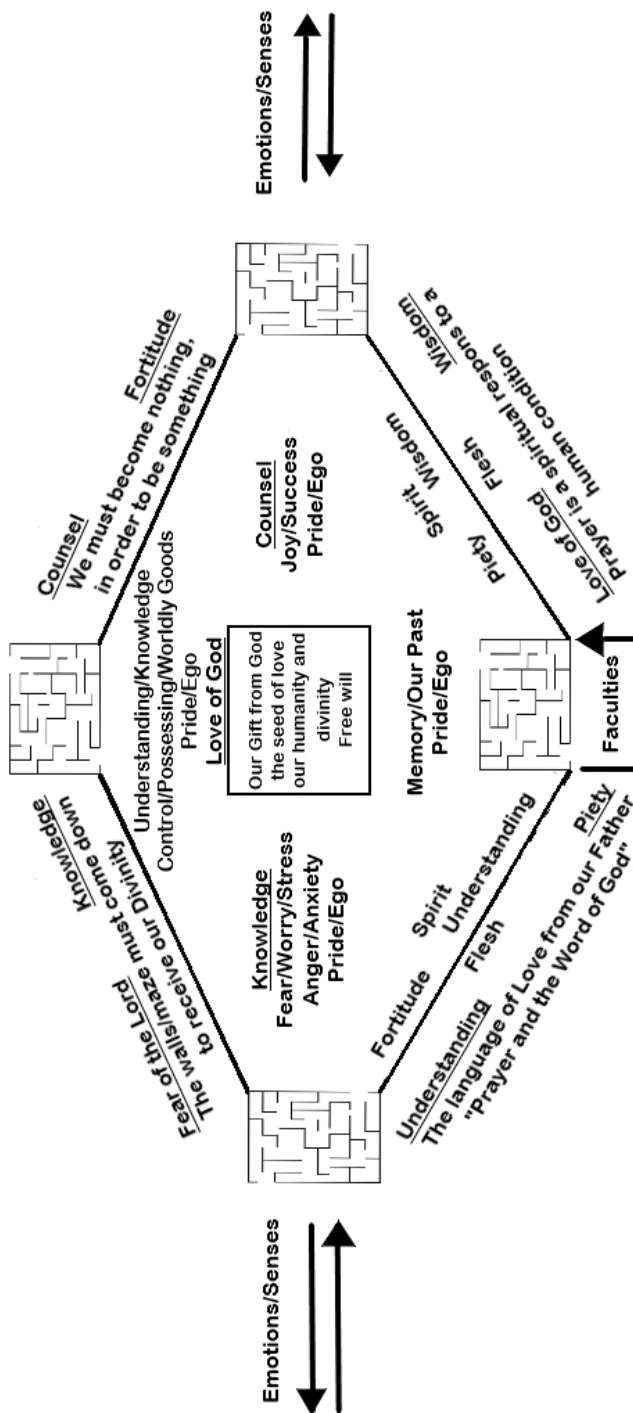 Fear of the Lord
Knowledge
The walls/maze must come down
to receive our Divinity
Counsel
Fortitude
We must become nothing,
in order to be something
Understanding/Knowledge
Control/Possessing/Worldly Goods
Pride/Ego
Love of God
Emotions/Senses
Knowledge
Fear/Worry/Stress
Anger/Anxiety
Pride/Ego
Our Gift from God
the seed of love
our humanity and
divinity
Free will
Counsel
Joy/Success
Pride/Ego
Emotions/Senses
Memory/Our Past
Pride/Ego
Fortitude
Spirit
Understanding
Flesh
Piety
Spirit
Wisdom
Flesh
Understanding
Piety
The language of Love from our Father
"Prayer and the Word of God"
Love of God
Wisdom
Prayer is a spiritual respons to a
human condition
Faculties